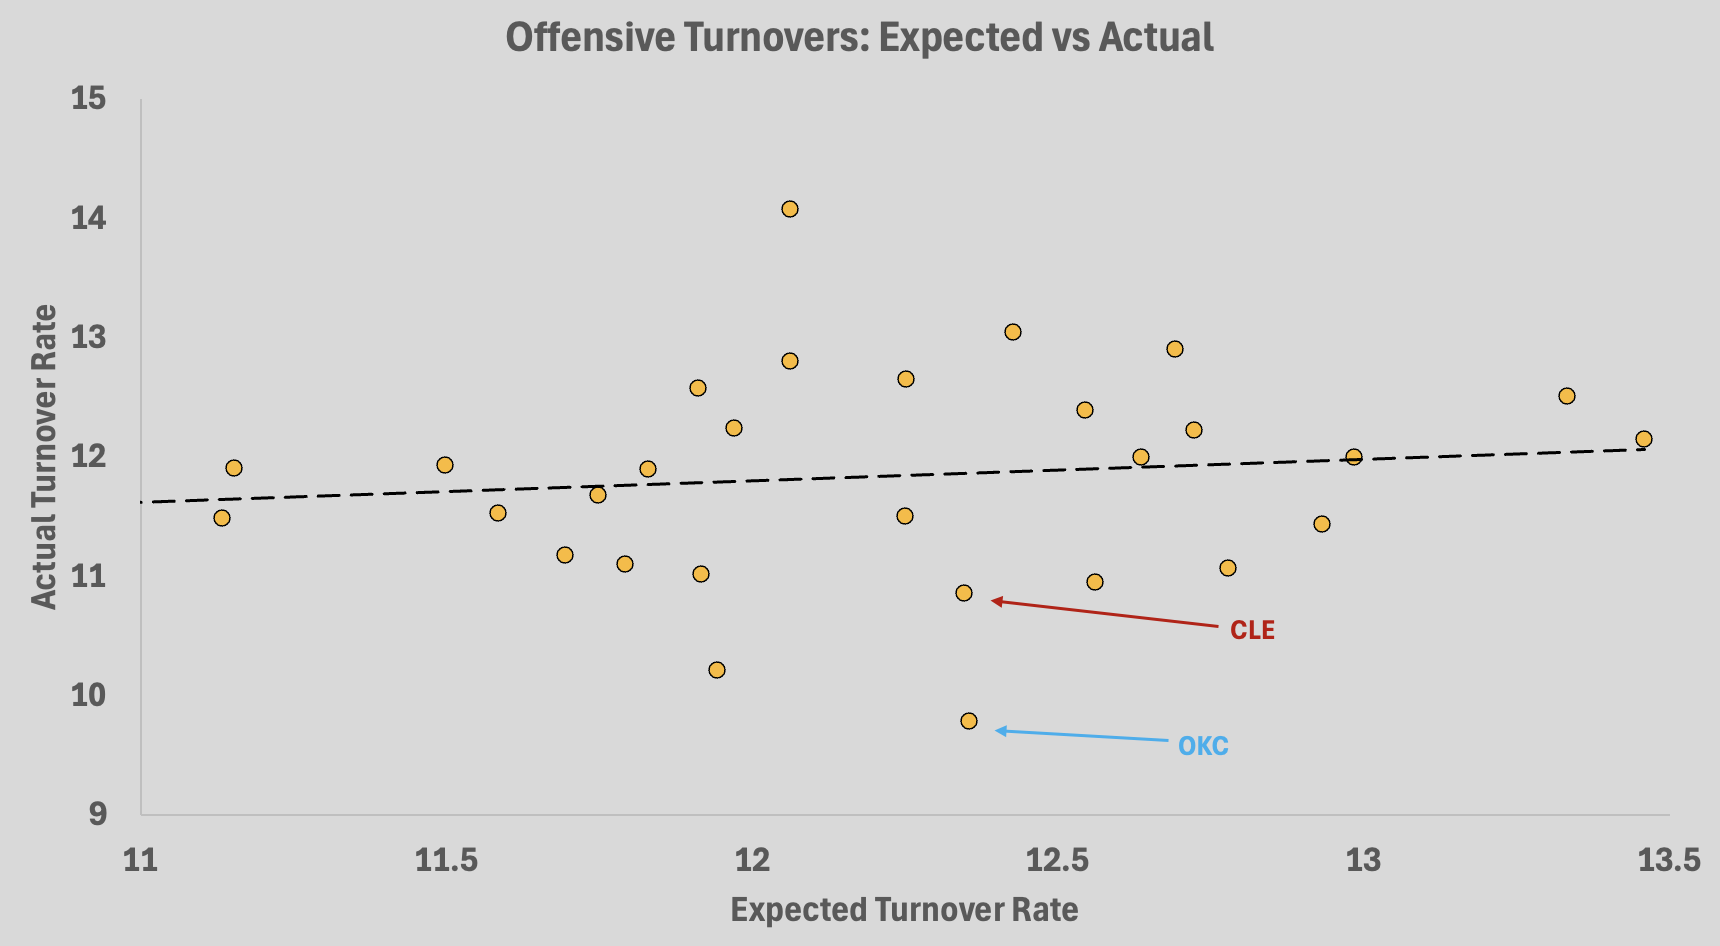 Offensive Turnovers: Expected vs Actual
15
14
13
12
11
10
9
Actual Turnover Rate
CLE
OKC
11 11.5 12 12.5 13 13.5
Expected Turnover Rate